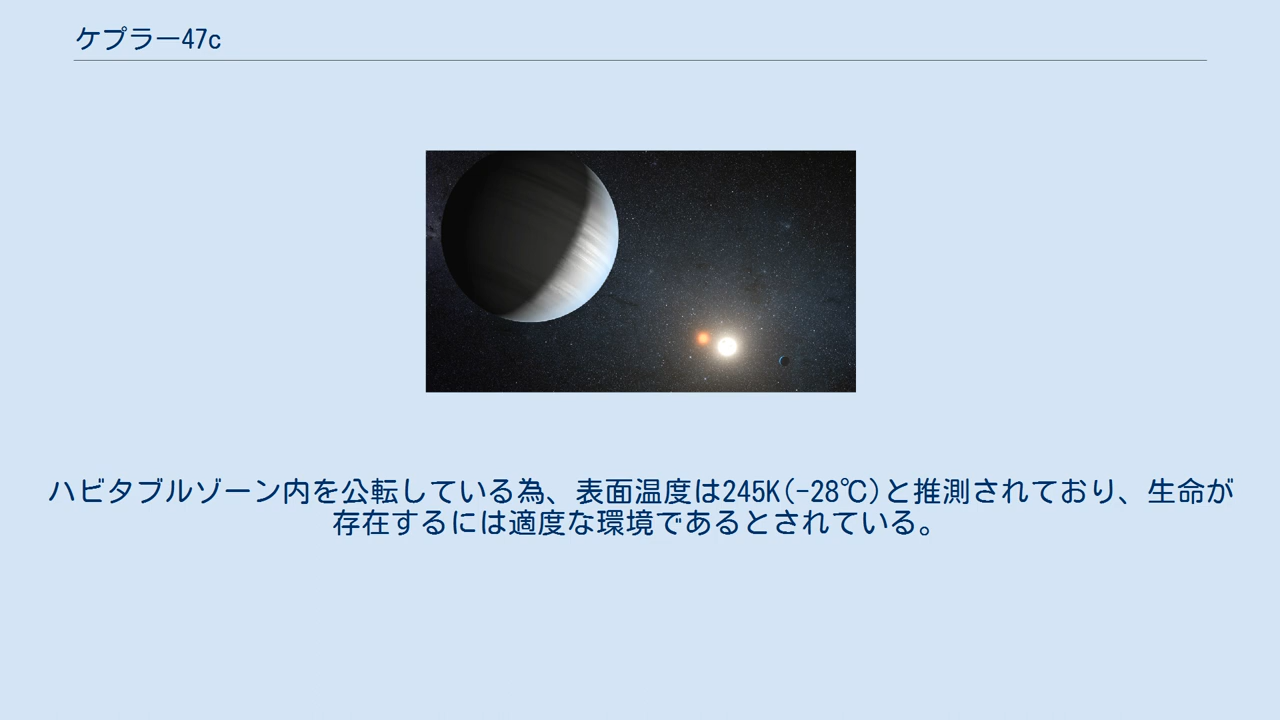 ケプラー47c
ハビタブルゾーン内を公転している為、表面温度は245K(-28℃)と推測されており、生命が
存在するには適度な環境であるとされている。